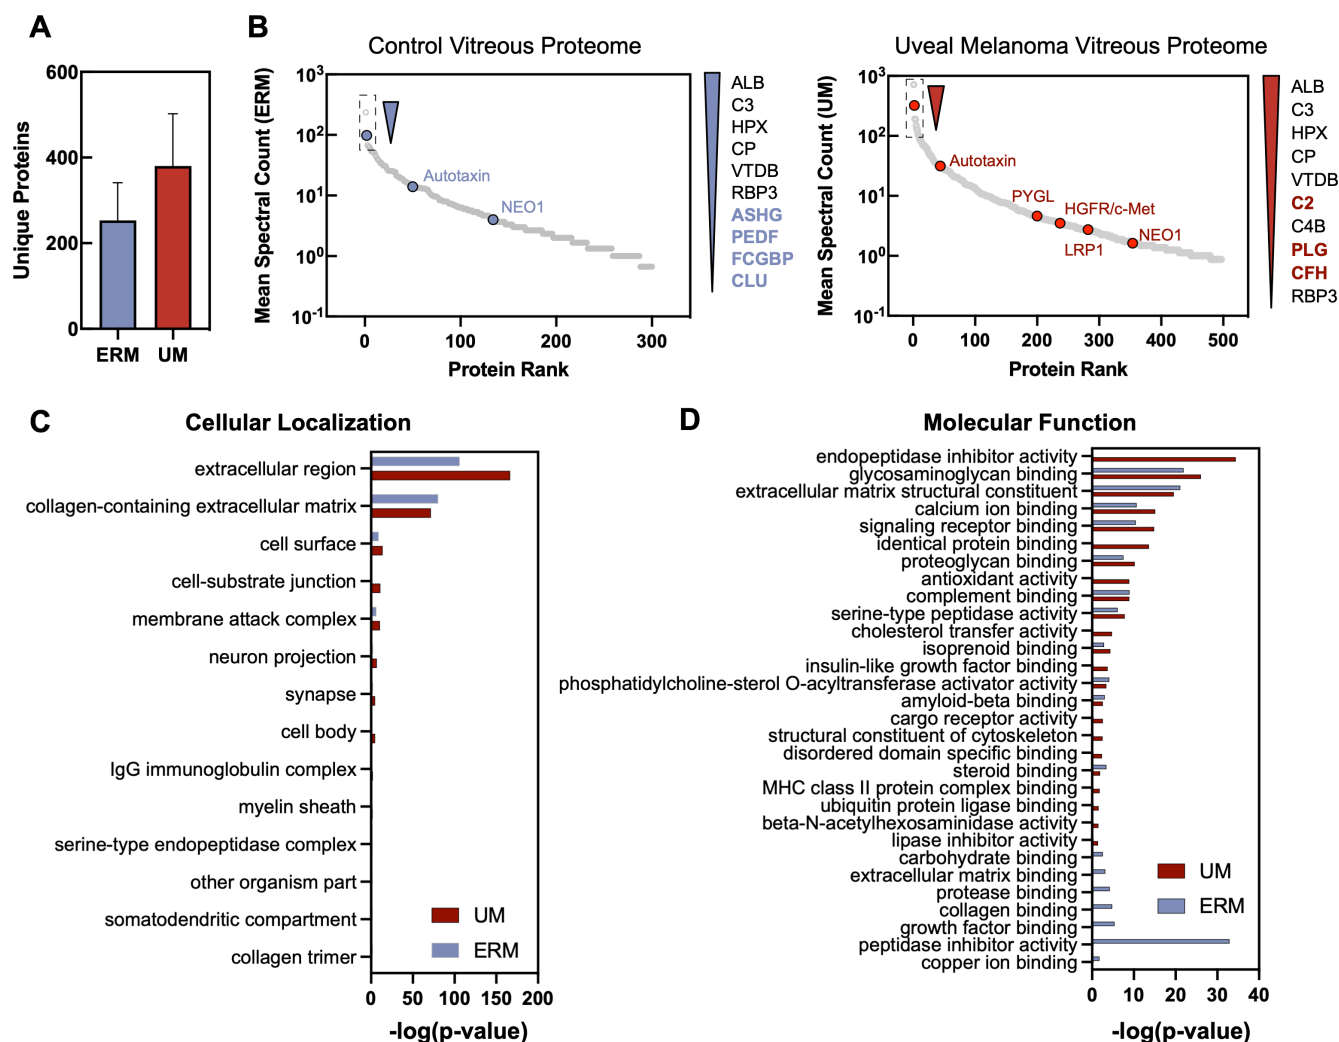 A
600
400
200
0
Unique Proteins
ERM
UM
B
Control Vitreous Proteome
Mean Spectral Count (ERM)
10³
10²
10¹
10⁰
10⁻¹
Autotaxin
NEO1
0
100
200
300
Protein Rank
ALB
C3
HPX
CP
VTDB
RBP3
ASHG
PEDF
FCGBP
CLU
Uveal Melanoma Vitreous Proteome
Mean Spectral Count (UM)
10³
10²
10¹
10⁰
10⁻¹
Autotaxin
PYGL
HGFR/c-Met
LRP1
NEO1
0
100
200
300
400
500
Protein Rank
ALB
C3
HPX
CP
VTDB
C2
C4B
PLG
CFH
RBP3
C
Cellular Localization
extracellular region
collagen-containing extracellular matrix
cell surface
cell-substrate junction
membrane attack complex
neuron projection
synapse
cell body
IgG immunoglobulin complex
myelin sheath
serine-type endopeptidase complex
other organism part
somatodendritic compartment
collagen trimer
UM
ERM
0
50
100
150
200
-log(p-value)
D
Molecular Function
endopeptidase inhibitor activity
glycosaminoglycan binding
extracellular matrix structural constituent
calcium ion binding
signaling receptor binding
identical protein binding
proteoglycan binding
antioxidant activity
complement binding
serine-type peptidase activity
cholesterol transfer activity
isoprenoid binding
insulin-like growth factor binding
phosphatidylcholine-sterol O-acyltransferase activator activity
amyloid-beta binding
cargo receptor activity
structural constituent of cytoskeleton
disordered domain specific binding
steroid binding
MHC class II protein complex binding
ubiquitin protein ligase binding
beta-N-acetylhexosaminidase activity
lipase inhibitor activity
carbohydrate binding
extracellular matrix binding
protease binding
collagen binding
growth factor binding
peptidase inhibitor activity
copper ion binding
UM
ERM
0
10
20
30
40
-log(p-value)